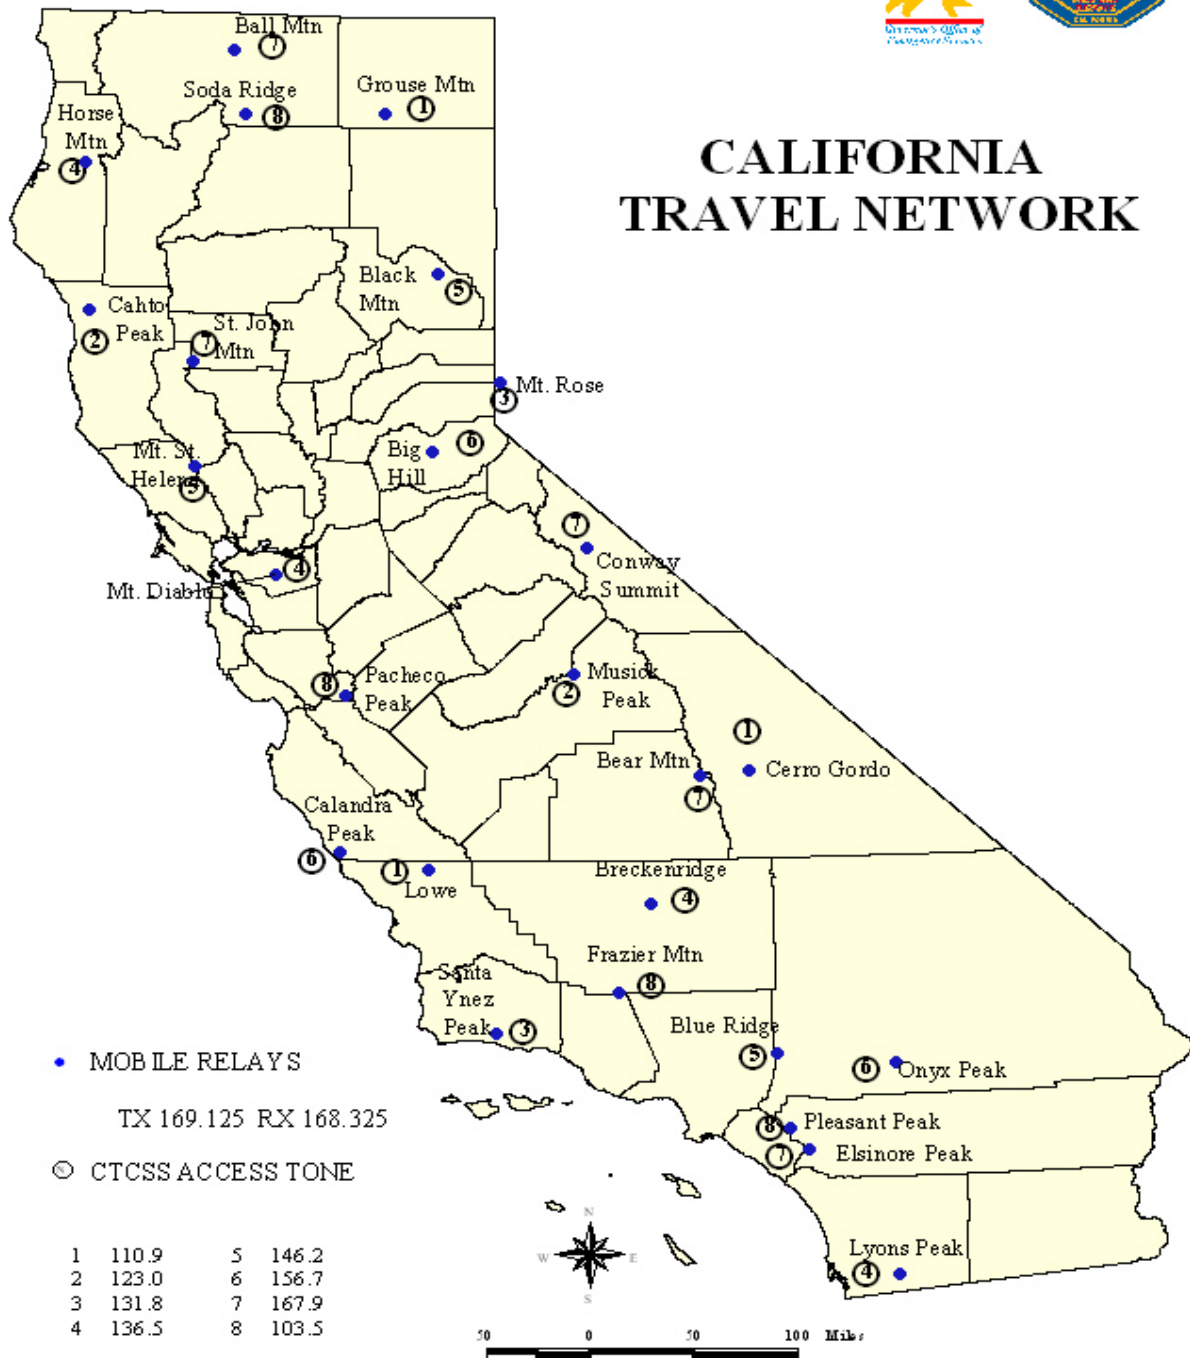 Governor's Office of
Emergency Services
CALIFORNIA
CALIFORNIA
TRAVEL NETWORK
Ball Mtn
7
Soda Ridge
8
Grouse Mtn
1
Horse
Mtn
4
Black
Mtn
5
Cahto
Peak
2
St. John
Mtn
7
Mt. Rose
3
Big
Hill
6
Mt. St.
Helena
5
Conway
Summit
7
Mt. Diablo
4
Pacheco
Peak
8
Musick
Peak
2
1
Cerro Gordo
Bear Mtn
7
Calandra
Peak
6
1
Lowe
Breckenridge
4
Frazier Mtn
8
Santa
Ynez
Peak
3
Blue Ridge
5
6
Onyx Peak
8
Pleasant Peak
7
Elsinore Peak
Lyons Peak
4
MOBILE RELAYS
TX 169.125 RX 168.325
N CTCSS ACCESS TONE
1 110.9 5 146.2
2 123.0 6 156.7
3 131.8 7 167.9
4 136.5 8 103.5
N
W E
S
50 0 50 100 Miles